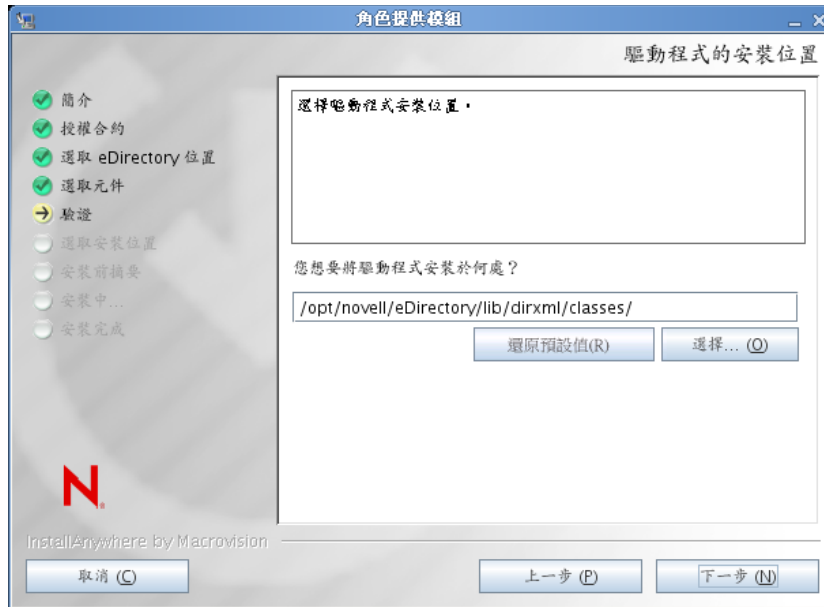 角色提供模組
驅動程式的安裝位置
簡介
授權合約
選取 eDirectory 位置
選取元件
驗證
選取安裝位置
安裝前摘要
安裝中...
安裝完成
選擇驅動程式安裝位置。
您想要將驅動程式安裝於何處？
/opt/novell/eDirectory/lib/dirxml/classes/
還原預設值(R)
選擇... (O)
N
InstallAnywhere by Macrovision
取消 (C)
上一步 (P)
下一步 (N)